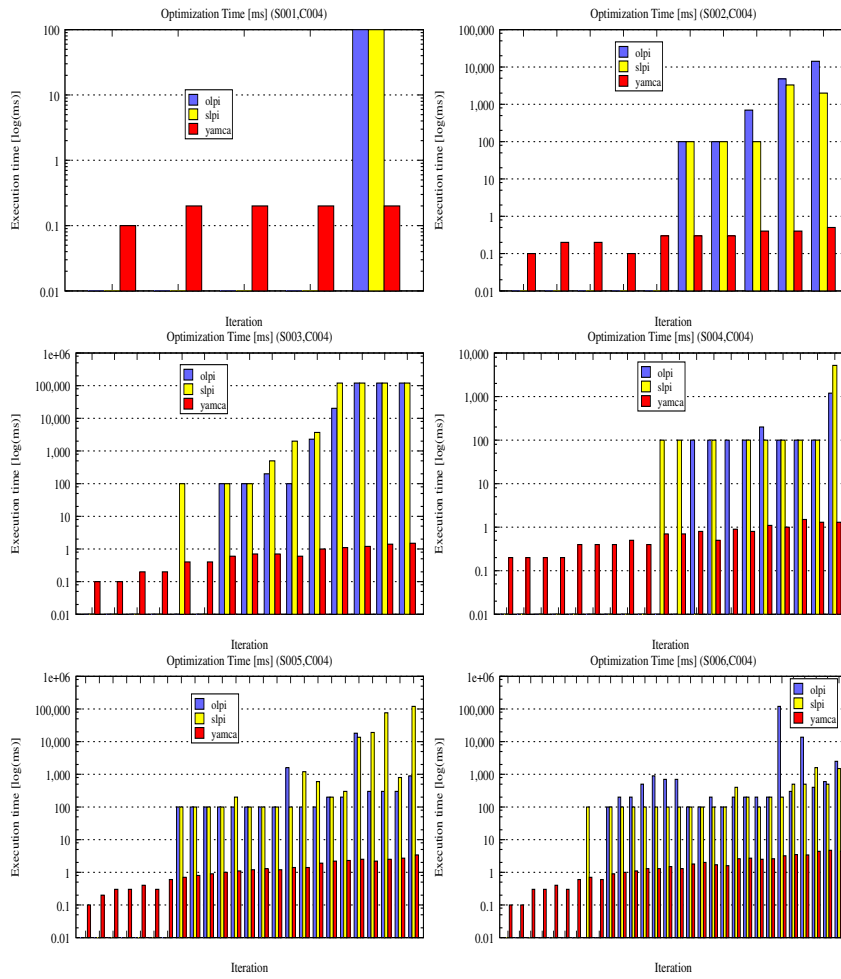 Optimization Time [ms] (S001,C004)
Execution time [log(ms)]
100
10
1
0.1
0.01
olpi
slpi
yamca
Iteration
Optimization Time [ms] (S002,C004)
Execution time [log(ms)]
100,000
10,000
1,000
100
10
1
0.1
0.01
olpi
slpi
yamca
Iteration
Optimization Time [ms] (S003,C004)
Execution time [log(ms)]
1e+06
100,000
10,000
1,000
100
10
1
0.1
0.01
olpi
slpi
yamca
Iteration
Optimization Time [ms] (S004,C004)
Execution time [log(ms)]
10,000
1,000
100
10
1
0.1
0.01
olpi
slpi
yamca
Iteration
Optimization Time [ms] (S005,C004)
Execution time [log(ms)]
1e+06
100,000
10,000
1,000
100
10
1
0.1
0.01
olpi
slpi
yamca
Iteration
Optimization Time [ms] (S006,C004)
Execution time [log(ms)]
1e+06
100,000
10,000
1,000
100
10
1
0.1
0.01
olpi
slpi
yamca
Iteration